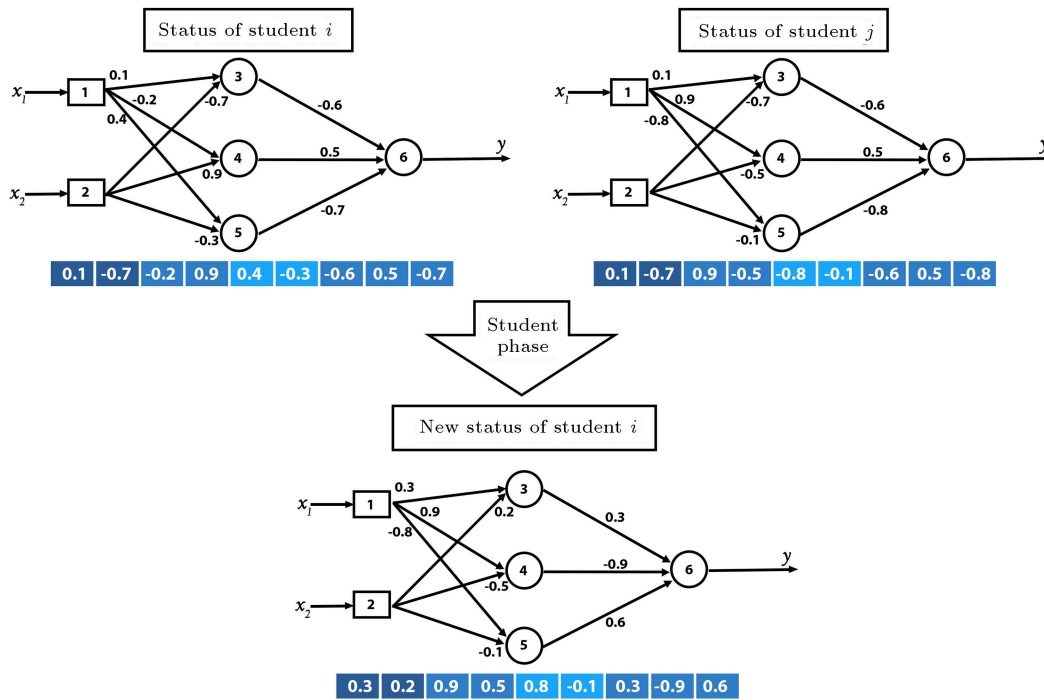 Status of student i
x1 1 0.1 -0.2 0.4 -0.7 3 -0.6
4 0.9 0.5 6 y
x2 2 -0.3 5 -0.7
0.1 -0.7 -0.2 0.9 0.4 -0.3 -0.6 0.5 -0.7
Status of student j
x1 1 0.1 0.9 -0.8 -0.7 3 -0.6
4 -0.5 0.5 6 y
x2 2 -0.1 5 -0.8
0.1 -0.7 0.9 -0.5 -0.8 -0.1 -0.6 0.5 -0.8
Student
phase
New status of student i
x1 1 0.3 0.9 -0.8 0.2 3 0.3
4 -0.5 -0.9 6 y
x2 2 -0.1 5 0.6
0.3 0.2 0.9 0.5 0.8 -0.1 0.3 -0.9 0.6